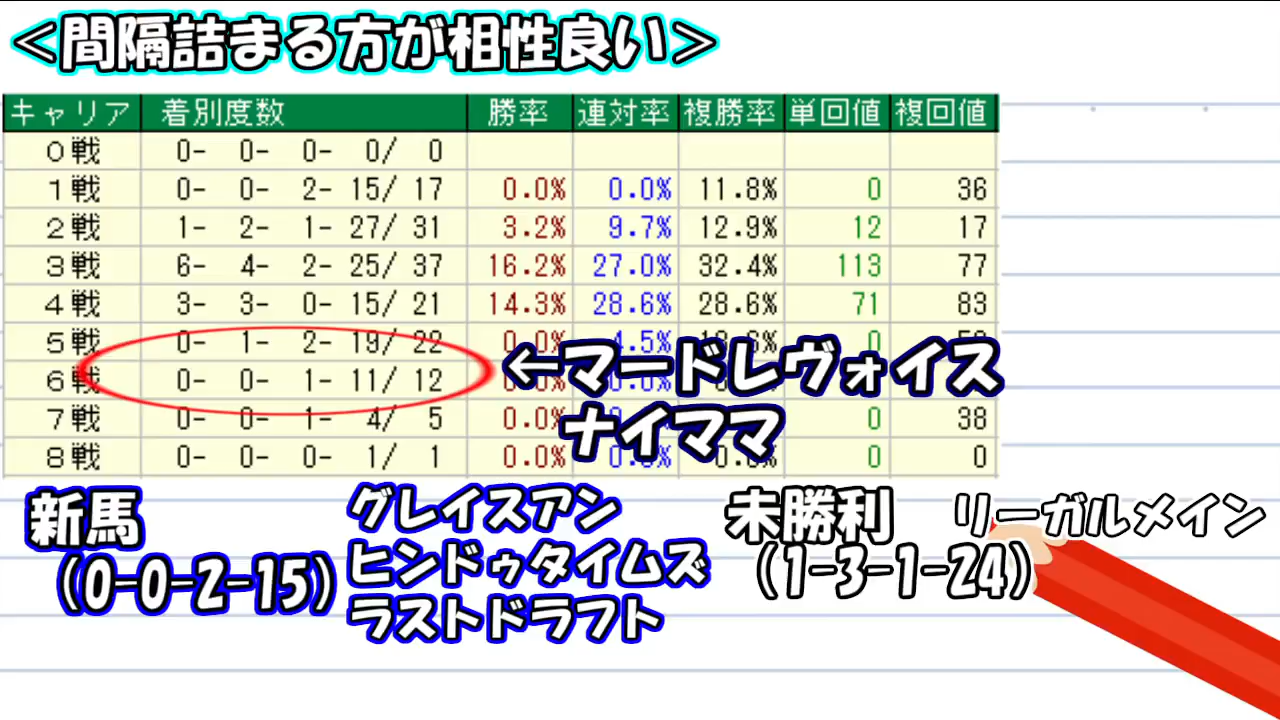 ＜間隔詰まる方が相性良い＞
キャリア 着別度数 勝率 連対率 複勝率 単回値 複回値
0戦 0- 0- 0- 0/ 0
1戦 0- 0- 2- 15/ 17 0.0% 0.0% 11.8% 0 36
2戦 1- 2- 1- 27/ 31 3.2% 9.7% 12.9% 12 17
3戦 6- 4- 2- 25/ 37 16.2% 27.0% 32.4% 113 77
4戦 3- 3- 0- 15/ 21 14.3% 28.6% 28.6% 71 83
5戦 0- 1- 2- 19/ 22 0.0% 4.5% 0
←マードレヴォイス
6戦 0- 0- 1- 11/ 12
ナイママ
7戦 0- 0- 1- 4/ 5 0.0% 0 38
8戦 0- 0- 0- 1/ 1 0.0% 0.0% 0.0% 0 0
新馬
(0-0-2-15)
グレイスアン
ヒンドゥタイムズ
ラストドラフト
未勝利 リーガルメイン
(1-3-1-24)